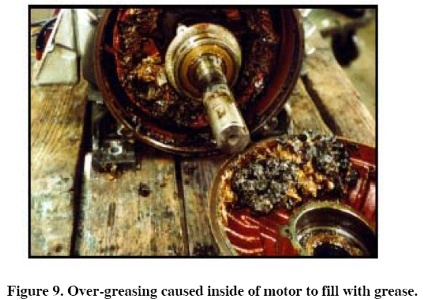 Figure 9. Over-greasing caused inside of motor to fill with grease.